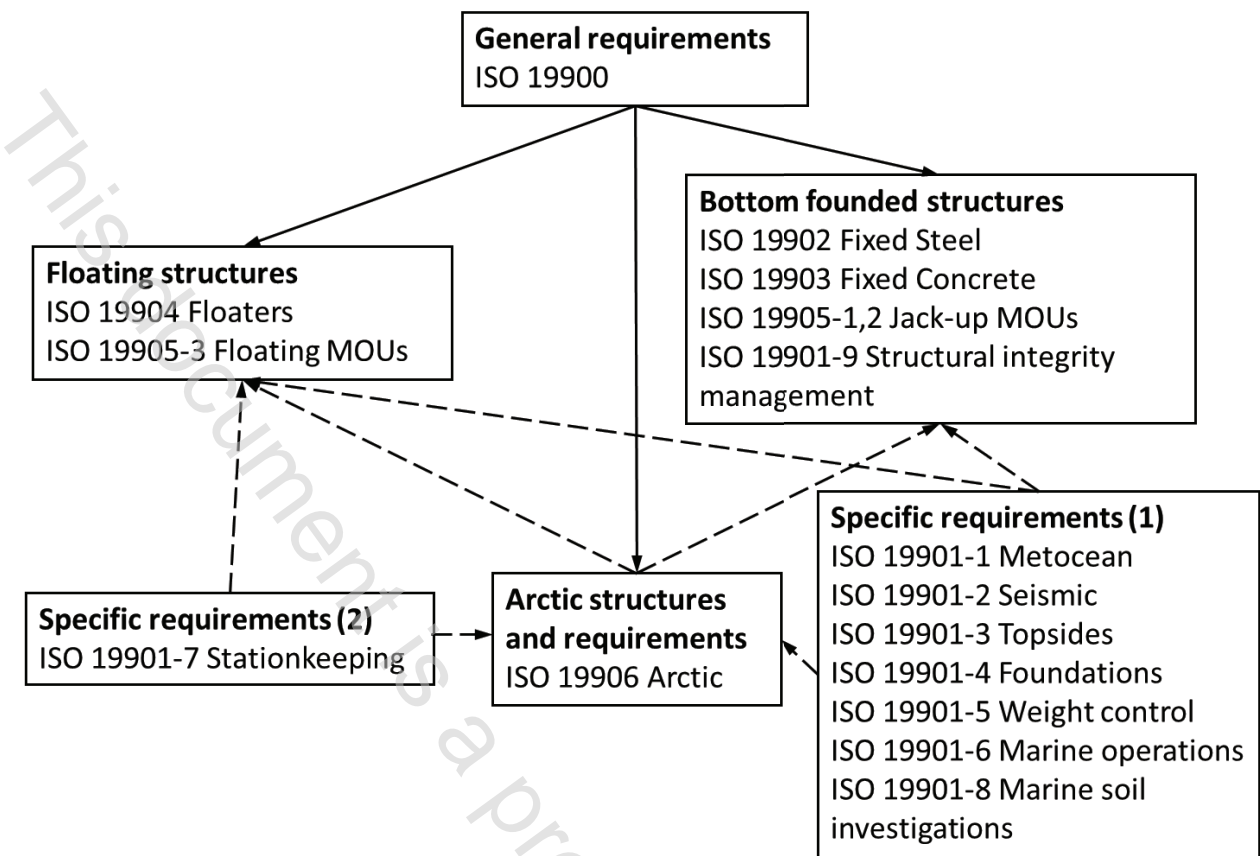 General requirements
ISO 19900
Bottom founded structures
ISO 19902 Fixed Steel
ISO 19903 Fixed Concrete
ISO 19905-1,2 Jack-up MOUs
ISO 19901-9 Structural integrity
management
Floating structures
ISO 19904 Floaters
ISO 19905-3 Floating MOUs
Specific requirements (1)
ISO 19901-1 Metocean
ISO 19901-2 Seismic
ISO 19901-3 Topsides
ISO 19901-4 Foundations
ISO 19901-5 Weight control
ISO 19901-6 Marine operations
ISO 19901-8 Marine soil
investigations
Arctic structures
and requirements
ISO 19906 Arctic
Specific requirements (2)
ISO 19901-7 Stationkeeping
This document is a pre